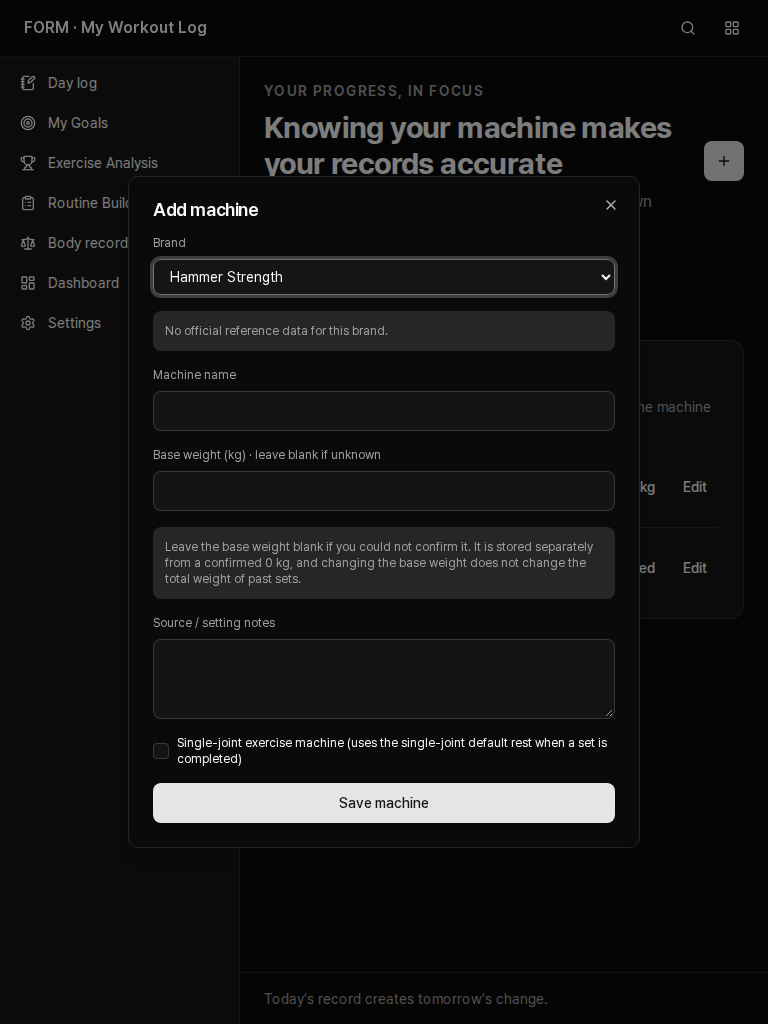 FORM · My Workout Log
Day log
My Goals
Exercise Analysis
Routine
Body record
Dashboard
Settings
YOUR PROGRESS, IN FOCUS
Knowing your machine makes
your records accurate
Add machine
Brand
Hammer Strength
No official reference data for this brand.
Machine name
Base weight (kg) · leave blank if unknown
Leave the base weight blank if you could not confirm it. It is stored separately
from a confirmed 0 kg, and changing the base weight does not change the
total weight of past sets.
Source / setting notes
Single-joint exercise machine (uses the single-joint default rest when a set is
completed)
Save machine
machine
kg
Edit
Edit
Today's record creates tomorrow's change.